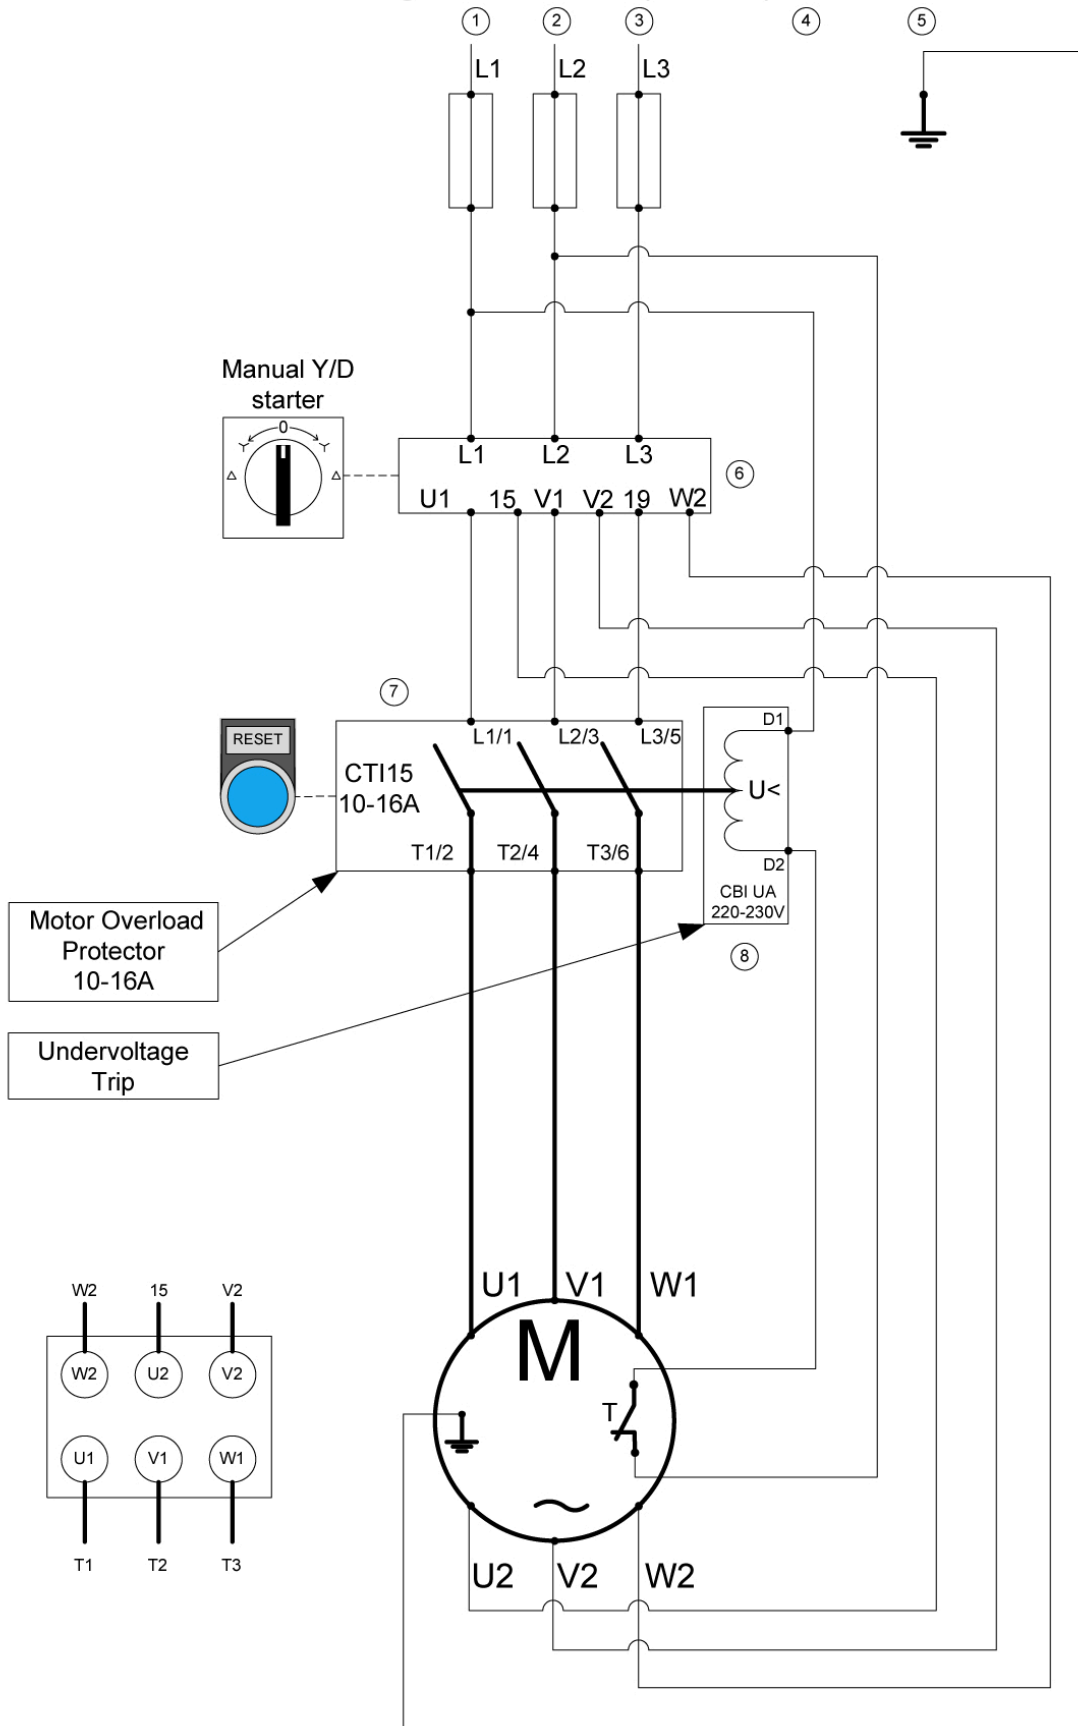 1
2
3
4
5
L1
L2
L3
Manual Y/D
starter
0
L1
L2
L3
6
U1
15
V1
V2
19
W2
7
RESET
L1/1
L2/3
L3/5
D1
CTI15
10-16A
U<
T1/2
T2/4
T3/6
D2
CBI UA
220-230V
Motor Overload
Protector
10-16A
8
Undervoltage
Trip
U1
V1
W1
M
T
W2
15
V2
W2
U2
V2
U1
V1
W1
T1
T2
T3
U2
V2
W2